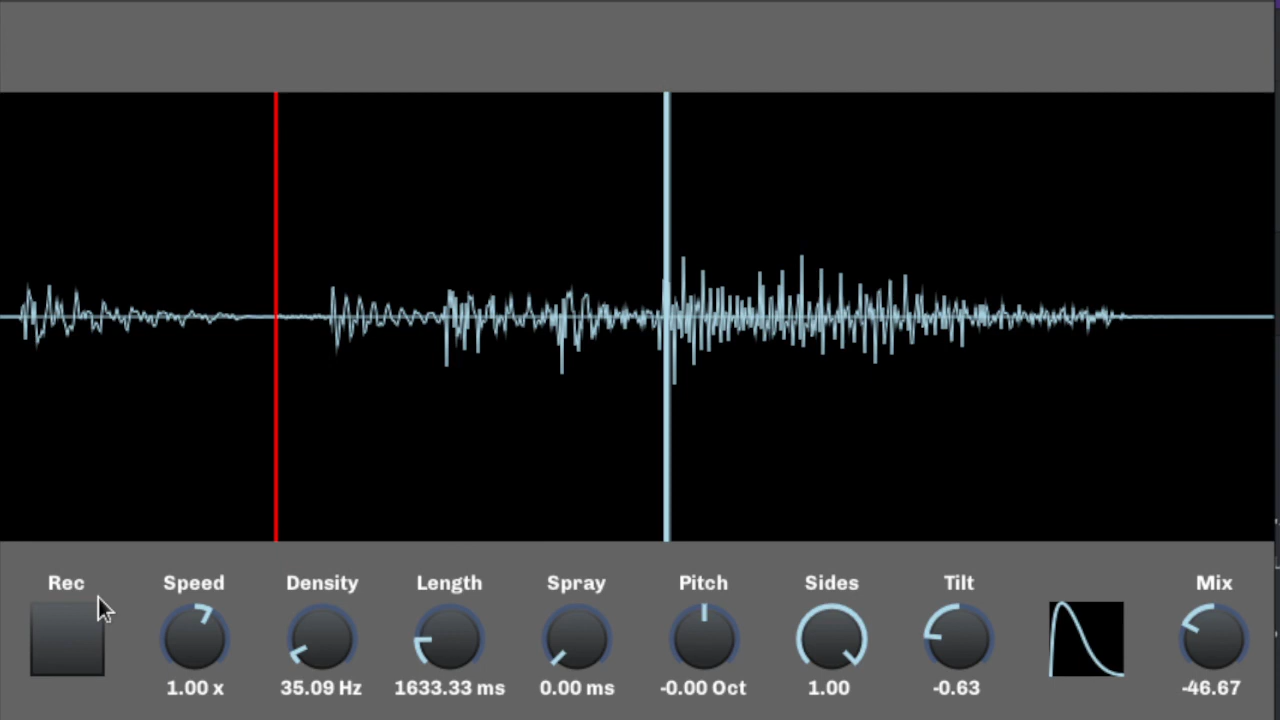 Rec Speed Density Length Spray Pitch Sides Tilt Mix
1.00 x 35.09 Hz 1633.33 ms 0.00 ms -0.00 Oct 1.00 -0.63 -46.67